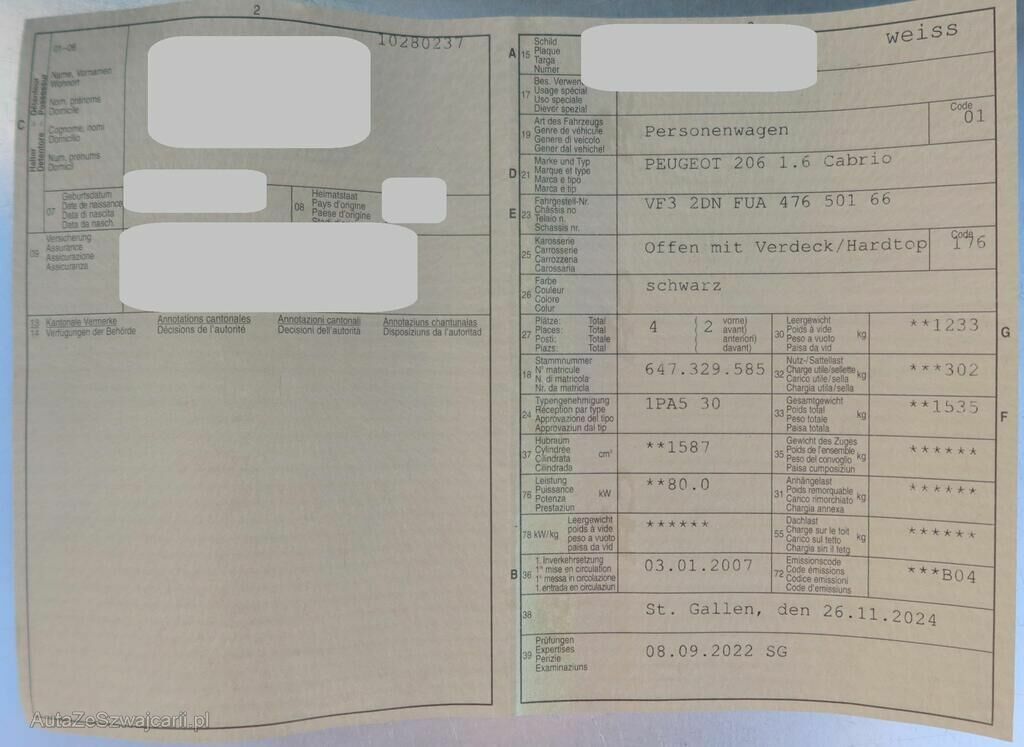 2
01-06
10280237
C
Halter
Détenteur
Detentore
Possessur
Name, Vornamen
Wohnort
Nom, prénoms
Domicile
Cognome, nomi
Domicilio
Num, prenums
Domicil
07
Geburtsdatum
Date de naissance
Data di nascita
Data da nasch.
08
Heimatstaat
Pays d'origine
Paese d'origine
09
Versicherung
Assurance
Assicurazione
Assicuranza
13 Kantonale Vermerke
14 Verfügungen der Behörde
Annotations cantonales
Décisions de l'autorité
Annotazioni cantonali
Decisioni dell'autorità
Annotaziuns chantunalas
Disposiziuns da l'autoritad
A 15
Schild
Plaque
Targa
Numer
weiss
17
Bes. Verwen
Usage spécial
Uso speciale
Diever spezial
19
Art des Fahrzeugs
Genre de véhicule
Genere di veicolo
Gener dal vehichel
Personenwagen
Code
01
D 21
Marke und Typ
Marque et type
Marca e tipo
Marca e tip
PEUGEOT 206 1.6 Cabrio
E 23
Fahrgestell-Nr.
Châssis no
Telaio n.
Schassis nr.
VF3 2DN FUA 476 501 66
25
Karosserie
Carrosserie
Carrozzeria
Carossaria
Offen mit Verdeck/Hardtop
Code
176
26
Farbe
Couleur
Colore
Colur
schwarz
27
Plätze: Total
Places: Total
Posti: Totale
Plazs: Total
4 ( 2 vorne)
( avant)
( anteriori)
( davant)
30
Leergewicht
Poids à vide
Peso a vuoto
Paisa da vid
kg
**1233
G
18
Stammnummer
N° matricule
N. di matricola
Nr. da matricla
647.329.585
32
Nutz-/Sattellast
Charge utile/sellette
Carico utile/sella
Chargia utila/sella
kg
***302
24
Typengenehmigung
Réception par type
Approvazione del tipo
Approvaziun dal tip
1PA5 30
33
Gesamtgewicht
Poids total
Peso totale
Paisa totala
kg
**1535
F
37
Hubraum
Cylindrée
Cilindrata
Cilindrada
cm³
**1587
35
Gewicht des Zuges
Poids de l'ensemble
Peso del convoglio
Paisa cumposiziun
kg
******
76
Leistung
Puissance
Potenza
Prestaziun
kW
**80.0
31
Anhängelast
Poids remorquable
Carico rimorchiato
Chargia annexa
kg
******
78 kW/kg
Leergewicht
poids à vide
peso a vuoto
paisa da vid
******
55
Dachlast
Charge sur le toit
Carico sul tetto
Chargia sin il tetg
kg
******
B 36
1. Inverkehrsetzung
1re mise en circulation
1a messa in circolazione
1. entrada en circulaziun
03.01.2007
72
Emissionscode
Code émissions
Codice emissioni
Code d'emissiuns
***B04
38
St. Gallen, den 26.11.2024
39
Prüfungen
Expertises
Perizie
Examinaziuns
08.09.2022 SG
AutaZeSzwajcarii.pl